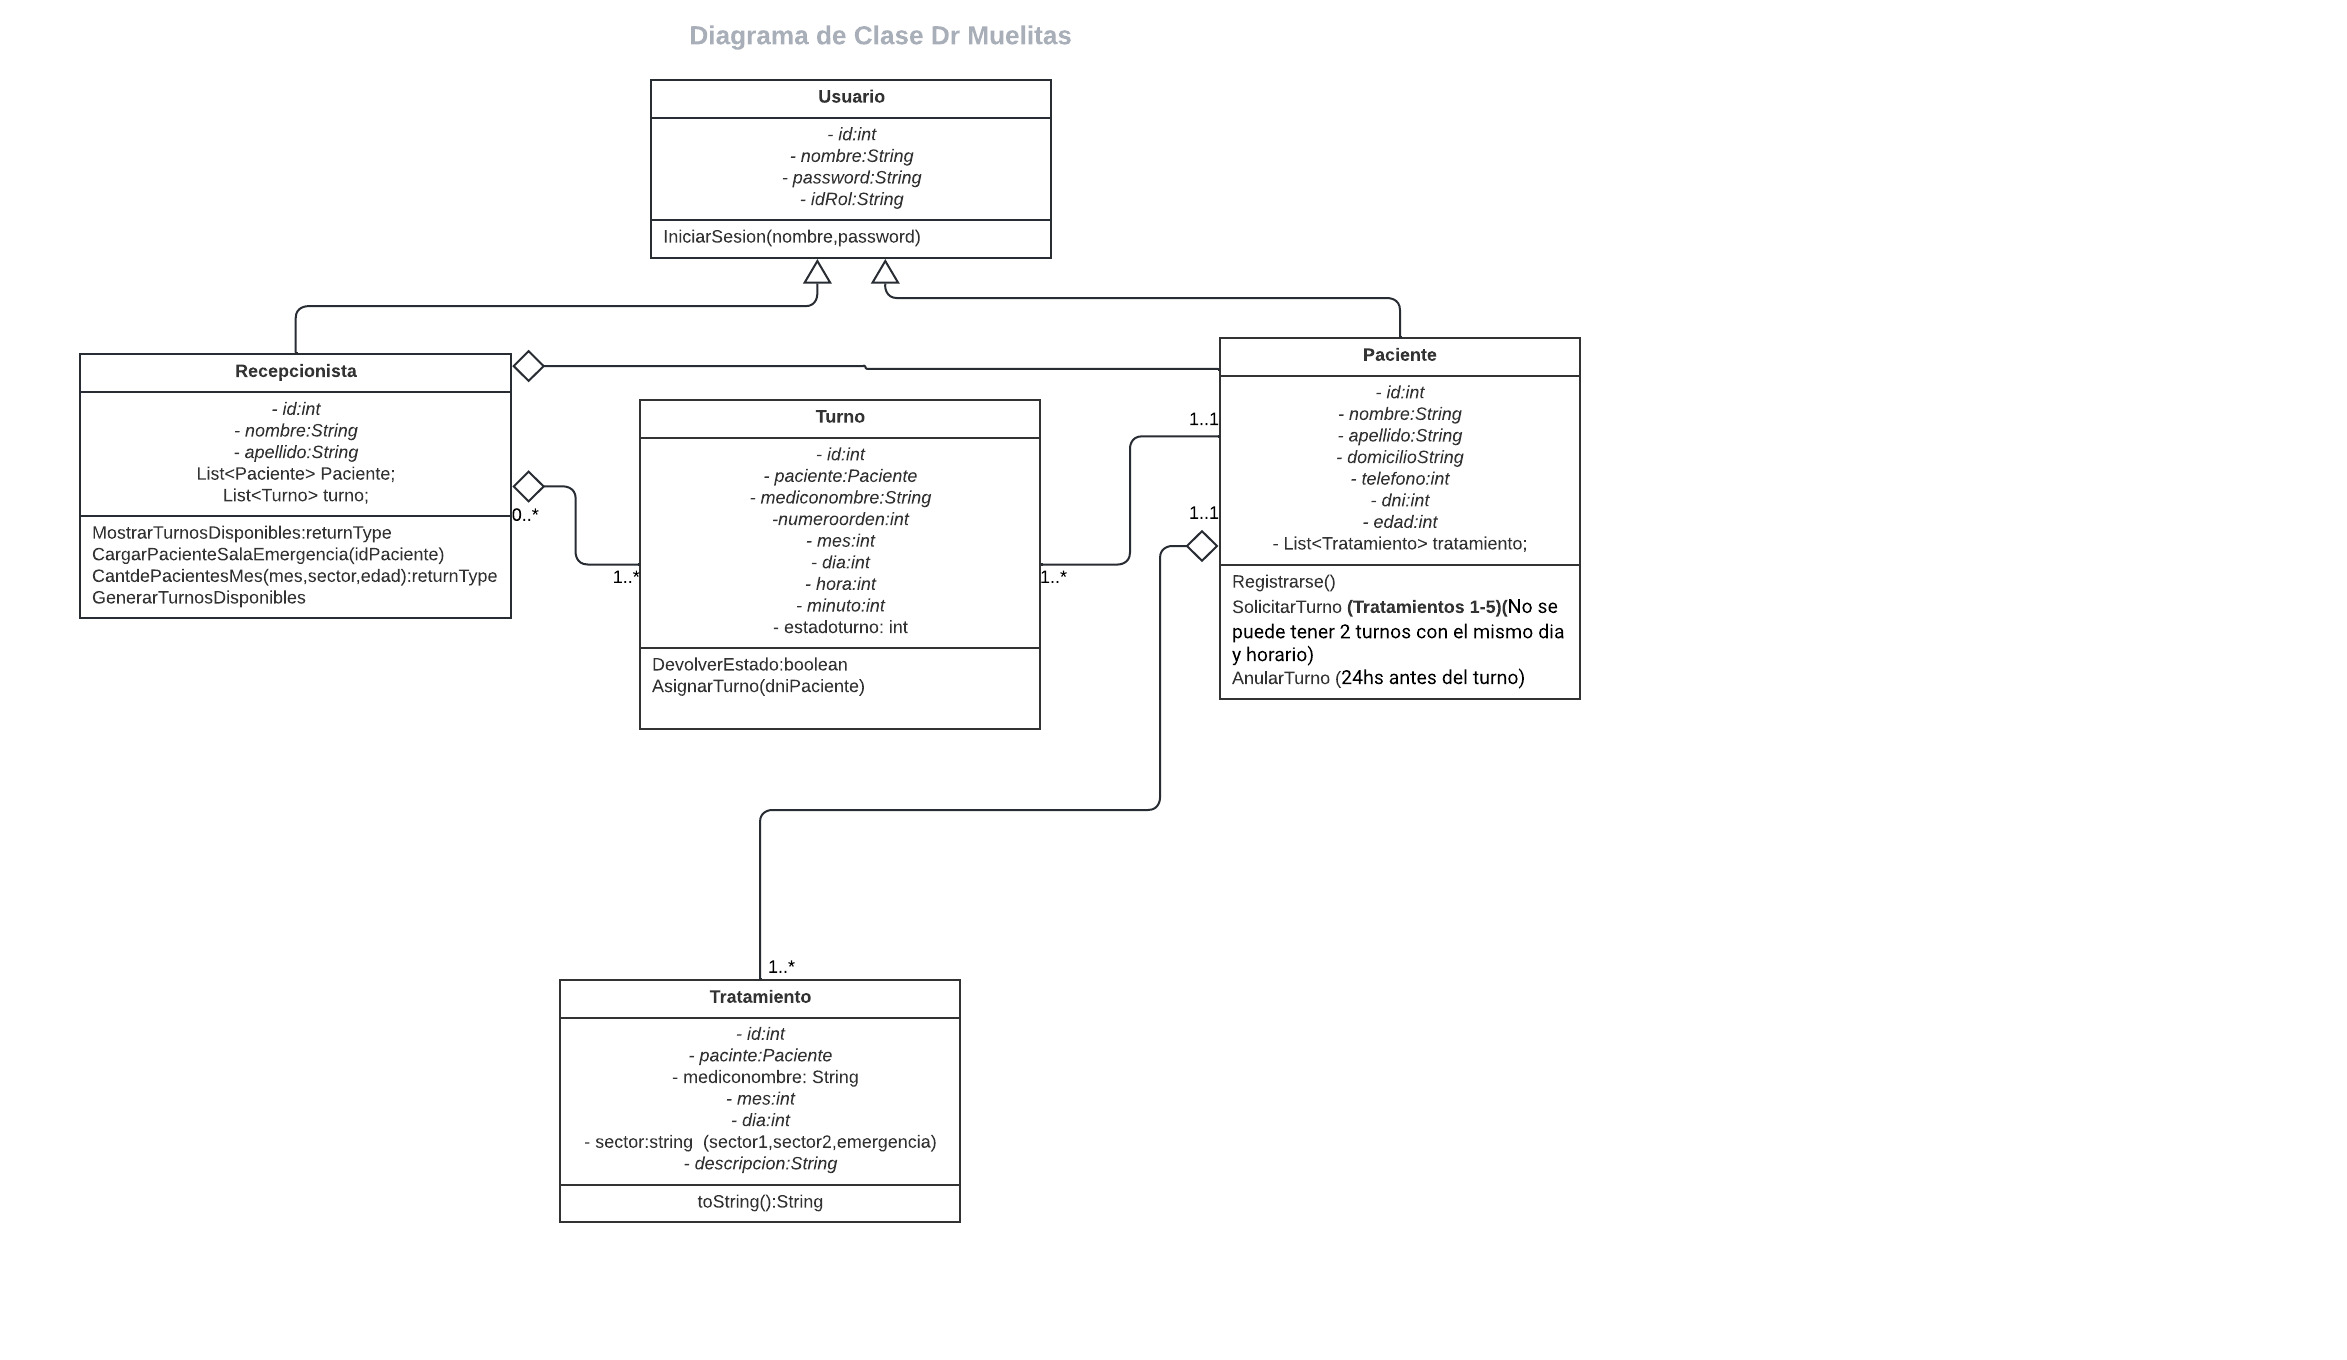 Diagrama de Clase Dr Muelitas
Usuario
- id:int
- nombre:String
- password:String
- idRol:String
IniciarSesion(nombre,password)
Recepcionista
- id:int
- nombre:String
- apellido:String
List<Paciente> Paciente;
List<Turno> turno;
MostrarTurnosDisponibles:returnType
CargarPacienteSalaEmergencia(idPaciente)
CantdePacientesMes(mes,sector,edad):returnType
GenerarTurnosDisponibles
0..*
1..*
Turno
- id:int
- paciente:Paciente
- mediconombre:String
-numeroorden:int
- mes:int
- dia:int
- hora:int
- minuto:int
- estadoturno: int
DevolverEstado:boolean
AsignarTurno(dniPaciente)
1..*
1..1
1..1
Paciente
- id:int
- nombre:String
- apellido:String
- domicilioString
- telefono:int
- dni:int
- edad:int
- List<Tratamiento> tratamiento;
Registrarse()
SolicitarTurno (Tratamientos 1-5)(No se
puede tener 2 turnos con el mismo dia
y horario)
AnularTurno (24hs antes del turno)
1..*
Tratamiento
- id:int
- pacinte:Paciente
- mediconombre: String
- mes:int
- dia:int
- sector:string  (sector1,sector2,emergencia)
- descripcion:String
toString():String